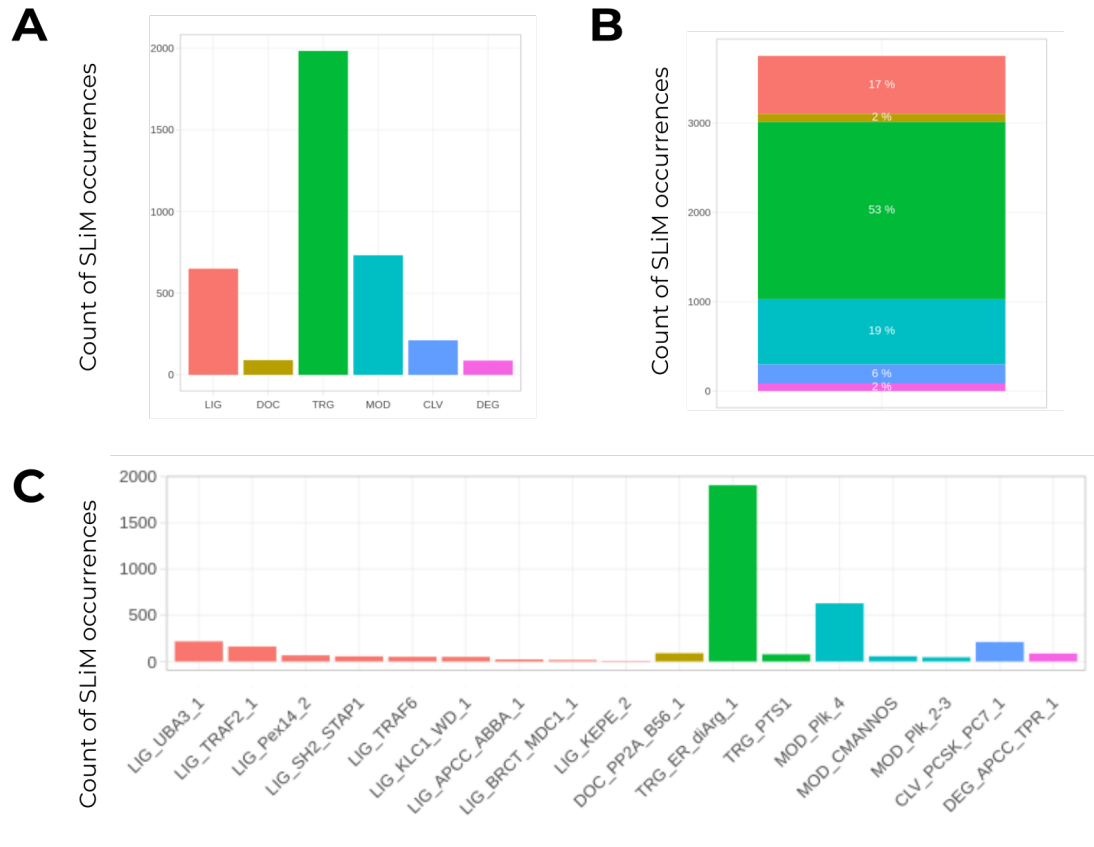 A
Count of SLiM occurrences
2000
1500
1000
500
0
LIG DOC TRG MOD CLV DEG
B
Count of SLiM occurrences
3000
2000
1000
0
17 %
2 %
53 %
19 %
6 %
2 %
C
Count of SLiM occurrences
2000
1500
1000
500
0
LIG_UBA3_1
LIG_TRAF2_1
LIG_Pex14_2
LIG_SH2_STAP1
LIG_TRAF6
LIG_KLC1_WD_1
LIG_APCC_ABBA_1
LIG_BRCT_MDC1_1
LIG_KEPE_2
DOC_PP2A_B56_1
TRG_ER_diArg_1
TRG_PTS1
MOD_Plk_4
MOD_CMANNOS
MOD_Plk_2-3
CLV_PCSK_PC7_1
DEG_APCC_TPR_1